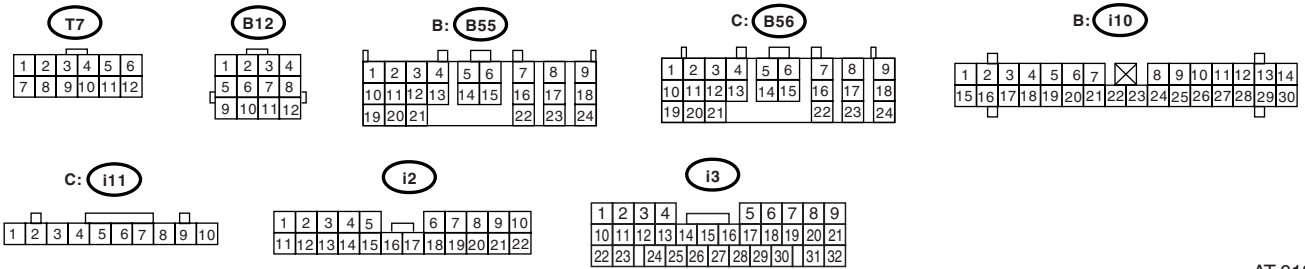 T7
1 2 3 4 5 6
7 8 9 10 11 12
B12
1 2 3 4
5 6 7 8
9 10 11 12
B: B55
1 2 3 4 5 6 7 8 9
10 11 12 13 14 15 16 17 18
19 20 21 22 23 24
C: B56
1 2 3 4 5 6 7 8 9
10 11 12 13 14 15 16 17 18
19 20 21 22 23 24
B: i10
1 2 3 4 5 6 7 8 9 10 11 12 13 14
15 16 17 18 19 20 21 22 23 24 25 26 27 28 29 30
C: i11
1 2 3 4 5 6 7 8 9 10
i2
1 2 3 4 5 6 7 8 9 10
11 12 13 14 15 16 17 18 19 20 21 22
i3
1 2 3 4 5 6 7 8 9
10 11 12 13 14 15 16 17 18 19 20 21
22 23 24 25 26 27 28 29 30 31 32